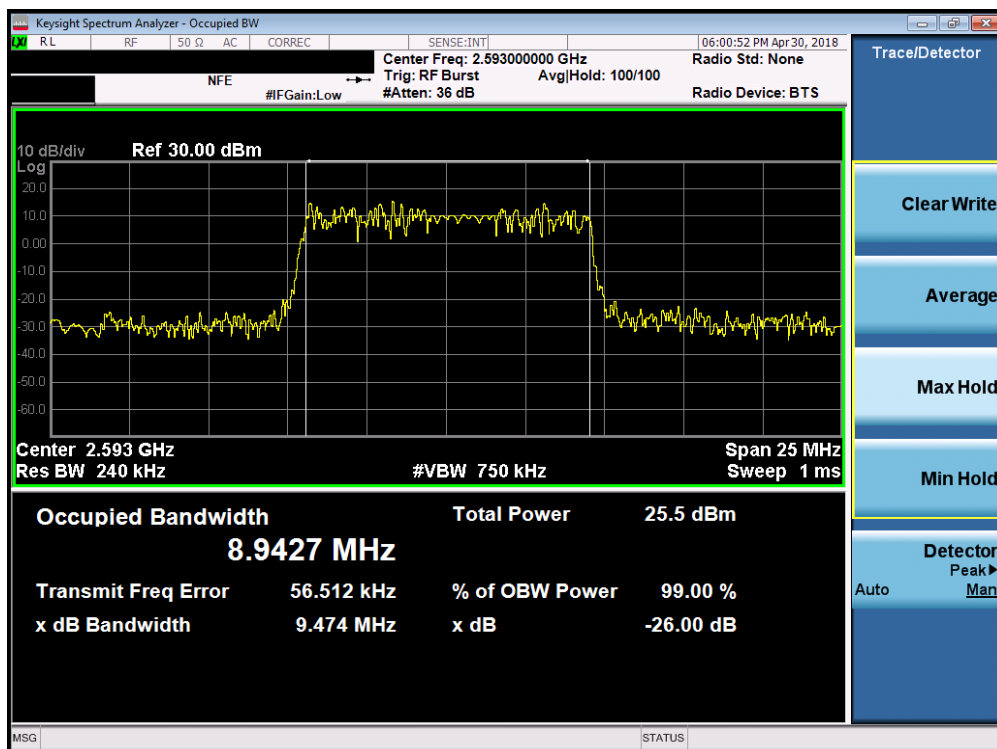 Keysight Spectrum Analyzer - Occupied BW
LXI RL RF 50 Ω AC CORREC SENSE:INT 06:00:52 PM Apr 30, 2018
Center Freq: 2.593000000 GHz Radio Std: None
NFE Trig: RF Burst Avg|Hold: 100/100
#IFGain:Low #Atten: 36 dB Radio Device: BTS
10 dB/div Ref 30.00 dBm
Log
20.0
10.0
0.00
-10.0
-20.0
-30.0
-40.0
-50.0
-60.0
Center 2.593 GHz Span 25 MHz
Res BW 240 kHz #VBW 750 kHz Sweep 1 ms
Occupied Bandwidth Total Power 25.5 dBm
8.9427 MHz
Transmit Freq Error 56.512 kHz % of OBW Power 99.00 %
x dB Bandwidth 9.474 MHz x dB -26.00 dB
Trace/Detector
Clear Write
Average
Max Hold
Min Hold
Detector
Peak
Auto Man
MSG STATUS